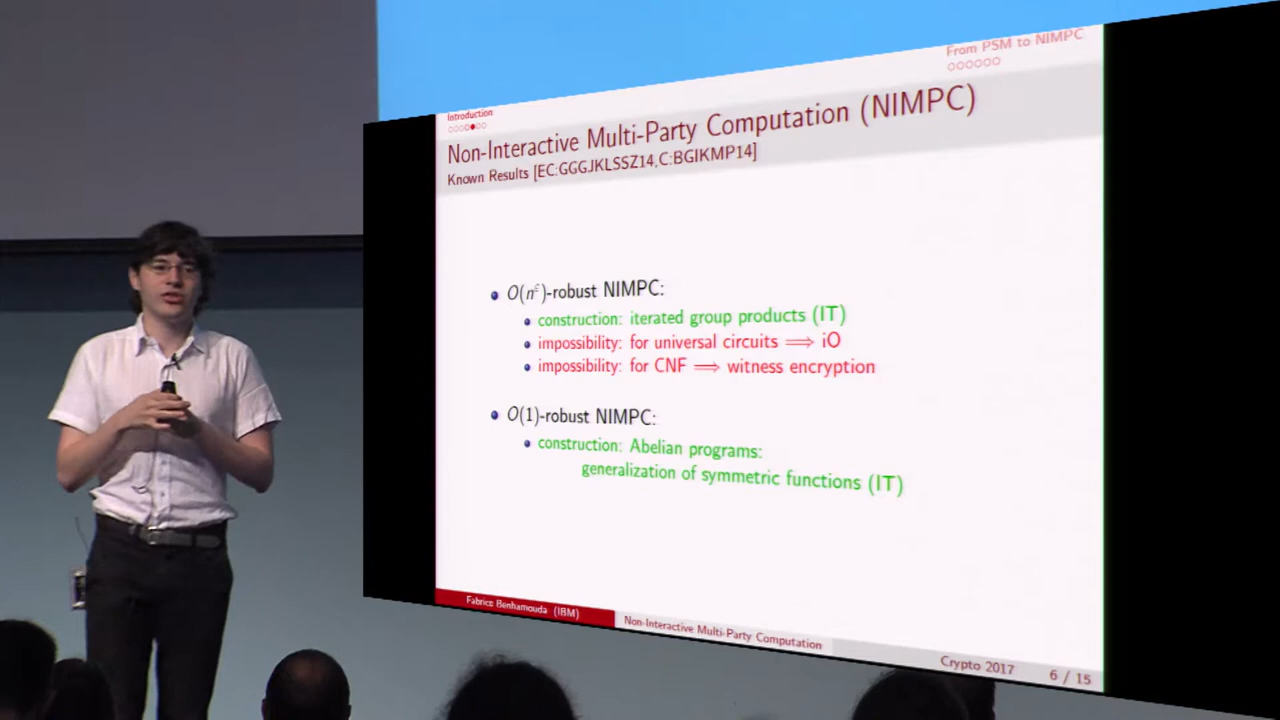 Introduction
From PSM to NIMPC
Non-Interactive Multi-Party Computation (NIMPC)
Known Results [EC:GGGJKLSSZ14,C:BGIKMP14]
O(n^ε)-robust NIMPC:
construction: iterated group products (IT)
impossibility: for universal circuits ⟹ iO
impossibility: for CNF ⟹ witness encryption
O(1)-robust NIMPC:
construction: Abelian programs:
generalization of symmetric functions (IT)
Fabrice Benhamouda (IBM)
Non-Interactive Multi-Party Computation
Crypto 2017
6 / 15